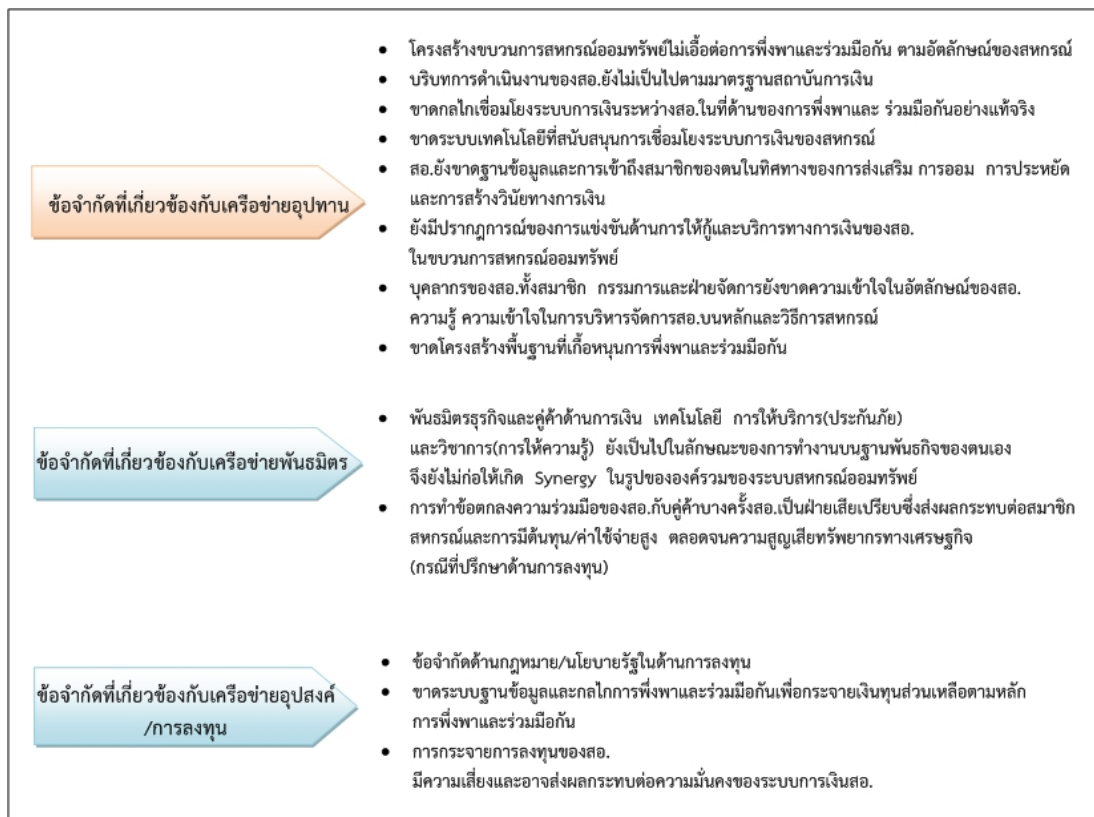 • โครงสร้างขบวนการสหกรณ์ออมทรัพย์ไม่เอื้อต่อการพึ่งพาและร่วมมือกัน ตามอัตลักษณ์ของสหกรณ์
• บริบทการดำเนินงานของสอ.ยังไม่เป็นไปตามมาตรฐานสถาบันการเงิน
• ขาดกลไกเชื่อมโยงระบบการเงินระหว่างสอ.ในที่ด้านของการพึ่งพาและ ร่วมมือกันอย่างแท้จริง
• ขาดระบบเทคโนโลยีที่สนับสนุนการเชื่อมโยงระบบการเงินของสหกรณ์
ข้อจำกัดที่เกี่ยวข้องกับเครือข่ายอุปทาน
• สอ.ยังขาดฐานข้อมูลและการเข้าถึงสมาชิกของตนในทิศทางของการส่งเสริม การออม การประหยัด
และการสร้างวินัยทางการเงิน
• ยังมีปรากฎการณ์ของการแข่งขันด้านการให้กู้และบริการทางการเงินของสอ.
ในขบวนการสหกรณ์ออมทรัพย์
• บุคลากรของสอ.ทั้งสมาชิก กรรมการและฝ่ายจัดการยังขาดความเข้าใจในอัตลักษณ์ของสอ.
ความรู้ ความเข้าใจในการบริหารจัดการสอ.บนหลักและวิธีการสหกรณ์
• ขาดโครงสร้างพื้นฐานที่เกื้อหนุนการพึ่งพาและร่วมมือกัน
ข้อจำกัดที่เกี่ยวข้องกับเครือข่ายพันธมิตร
• พันธมิตรธุรกิจและคู่ค้าด้านการเงิน เทคโนโลยี การให้บริการ(ประกันภัย)
และวิชาการ(การให้ความรู้) ยังเป็นไปในลักษณะของการทำงานบนฐานพันธกิจของตนเอง
จึงยังไม่ก่อให้เกิด Synergy ในรูปขององค์รวมของระบบสหกรณ์ออมทรัพย์
• การทำข้อตกลงความร่วมมือของสอ.กับคู่ค้าบางครั้งสอ.เป็นฝ่ายเสียเปรียบซึ่งส่งผลกระทบต่อสมาชิก
สหกรณ์และการมีต้นทุน/ค่าใช้จ่ายสูง ตลอดจนความสูญเสียทรัพยากรทางเศรษฐกิจ
(กรณีที่ปรึกษาด้านการลงทุน)
ข้อจำกัดที่เกี่ยวข้องกับเครือข่ายอุปสงค์
/การลงทุน
• ข้อจำกัดด้านกฎหมาย/นโยบายรัฐในด้านการลงทุน
• ขาดระบบฐานข้อมูลและกลไกการพึ่งพาและร่วมมือกันเพื่อกระจายเงินทุนส่วนเหลือตามหลัก
การพึ่งพาและร่วมมือกัน
• การกระจายการลงทุนของสอ.
มีความเสี่ยงและอาจส่งผลกระทบต่อความมั่นคงของระบบการเงินสอ.